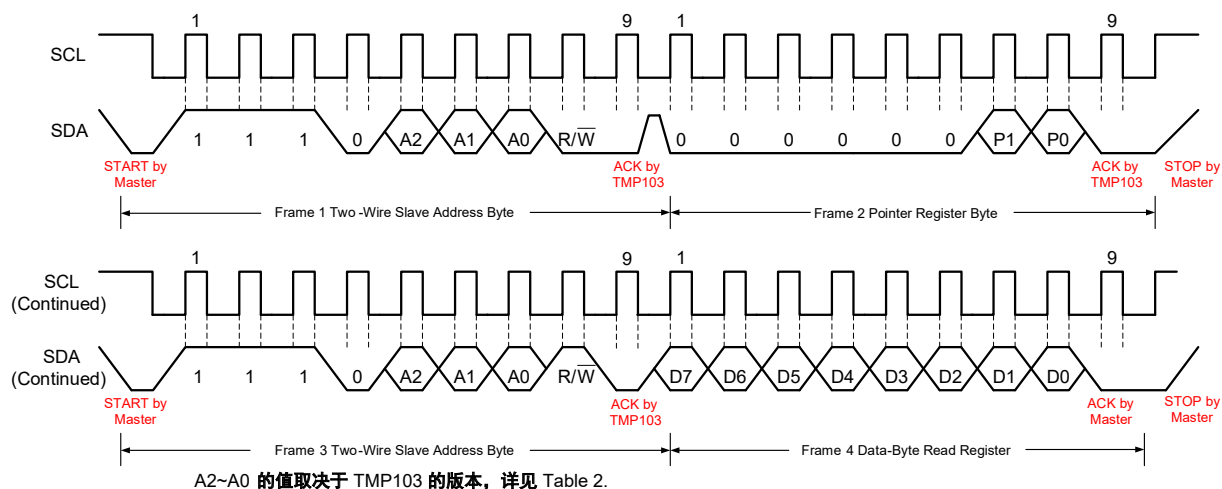 1 9 1 9
SCL
SDA
1 1 1 0 A2 A1 A0 R/W̅ 0 0 0 0 0 0 P1 P0
START by Master
ACK by TMP103
ACK by TMP103
STOP by Master
Frame 1 Two-Wire Slave Address Byte
Frame 2 Pointer Register Byte
1 9 1 9
SCL
(Continued)
SDA
(Continued)
1 1 1 0 A2 A1 A0 R/W̅ D7 D6 D5 D4 D3 D2 D1 D0
START by Master
ACK by TMP103
ACK by Master
STOP by Master
Frame 3 Two-Wire Slave Address Byte
Frame 4 Data-Byte Read Register
A2~A0 的值取决于 TMP103 的版本，详见 Table 2.